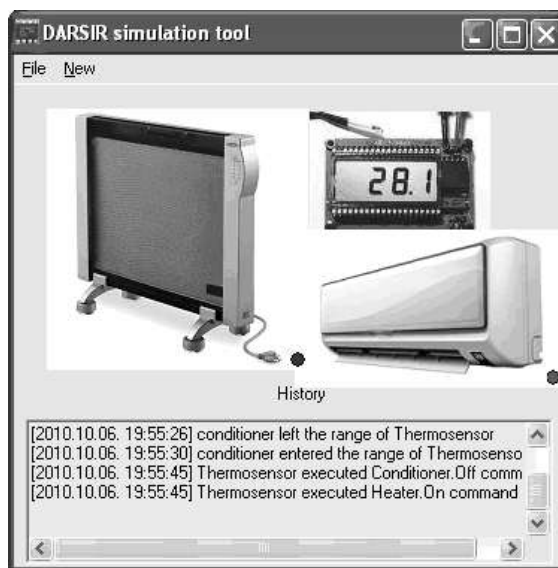 DARSIR simulation tool
File New
28.1
History
[2010.10.06. 19:55:26] conditioner left the range of Thermosensor
[2010.10.06. 19:55:30] conditioner entered the range of Thermosenso
[2010.10.06. 19:55:45] Thermosensor executed Conditioner.Off comm
[2010.10.06. 19:55:45] Thermosensor executed Heater.On command